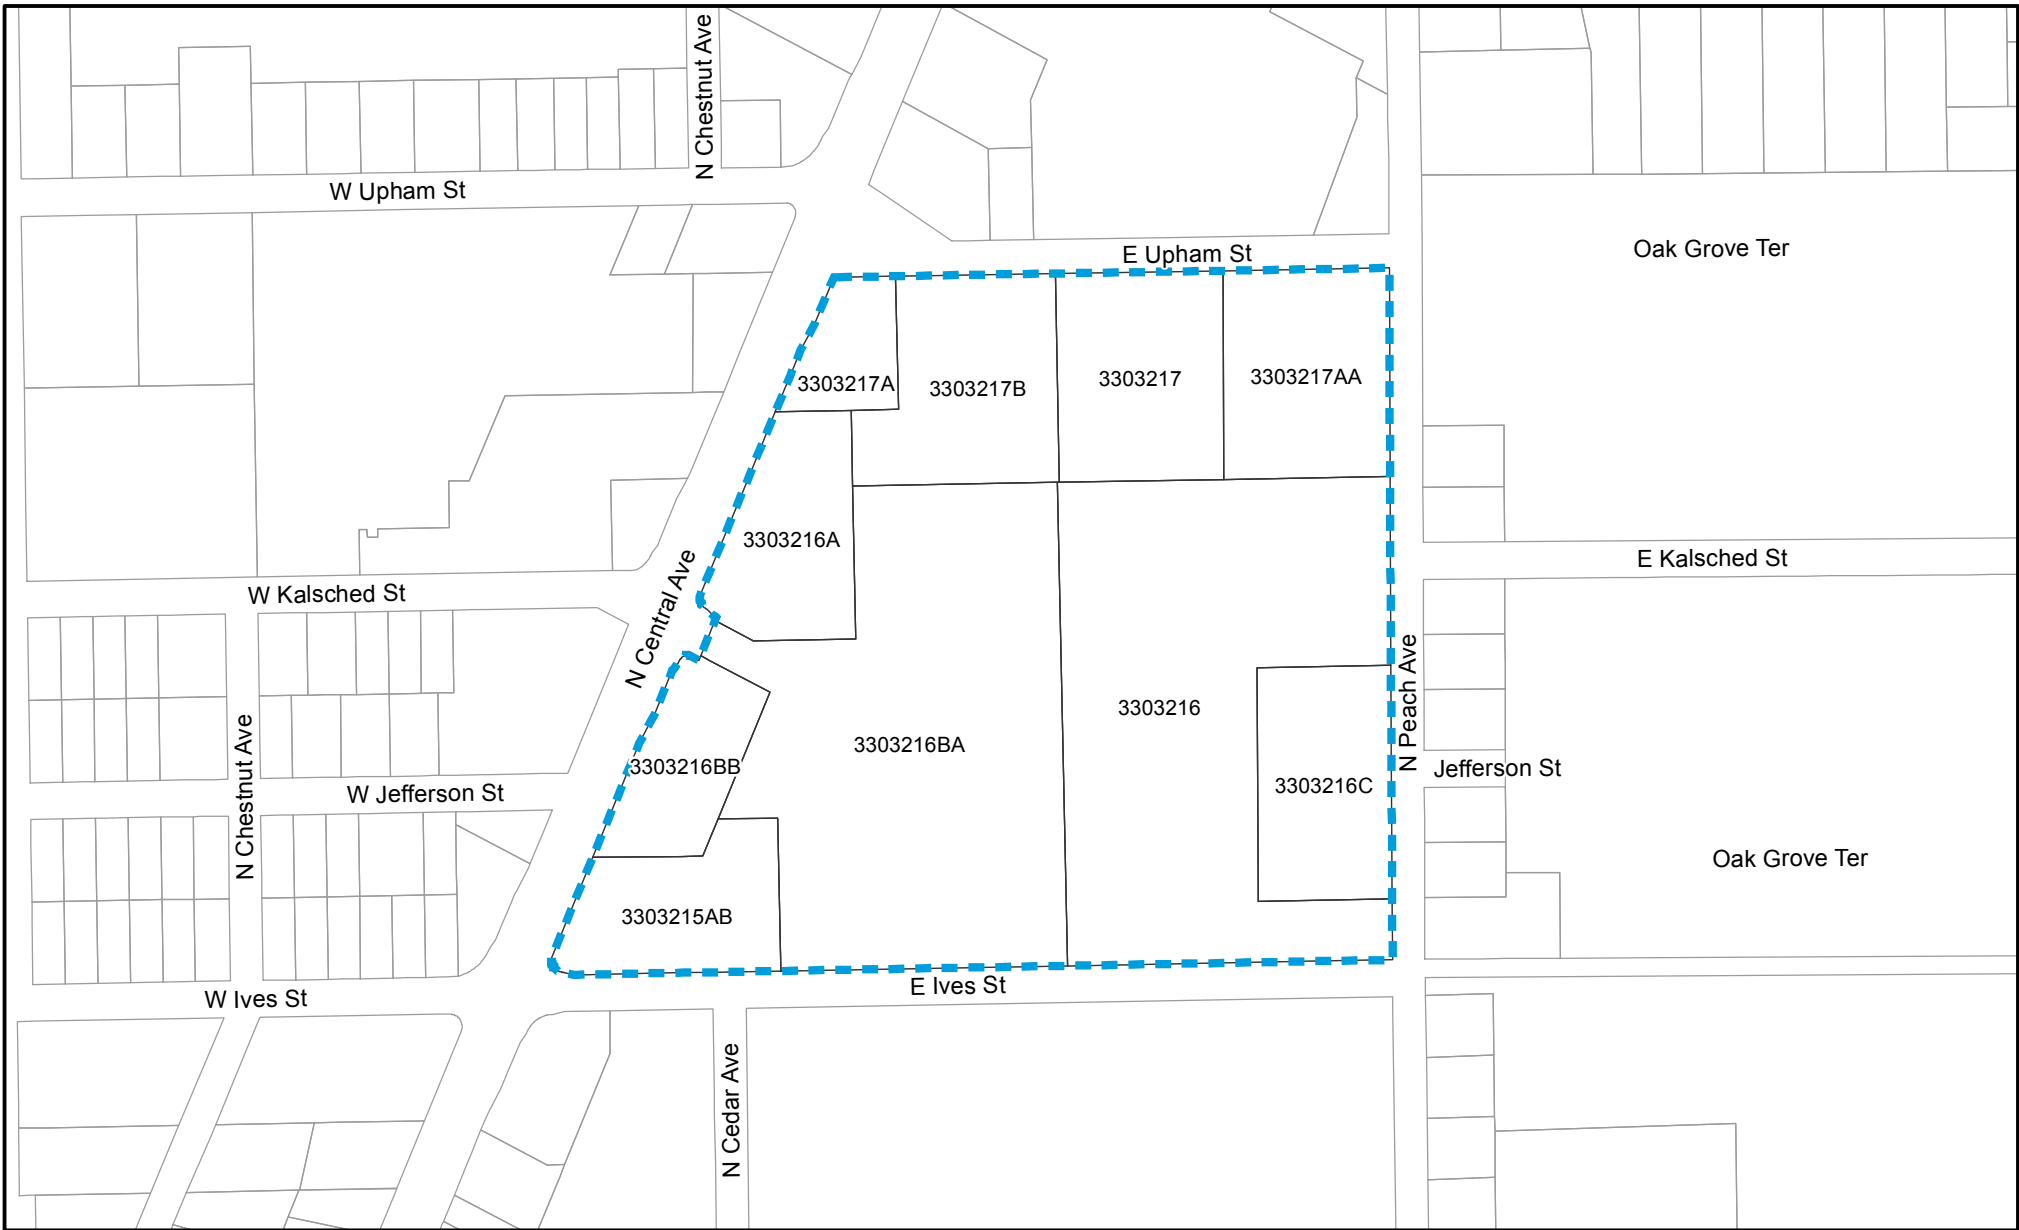 N Chestnut Ave
W Upham St
E Upham St
Oak Grove Ter
3303217A
3303217B
3303217
3303217AA
3303216A
N Central Ave
W Kalsched St
E Kalsched St
N Peach Ave
3303216
3303216BA
3303216BB
3303216C
Jefferson St
W Jefferson St
N Chestnut Ave
Oak Grove Ter
3303215AB
E Ives St
W Ives St
N Cedar Ave